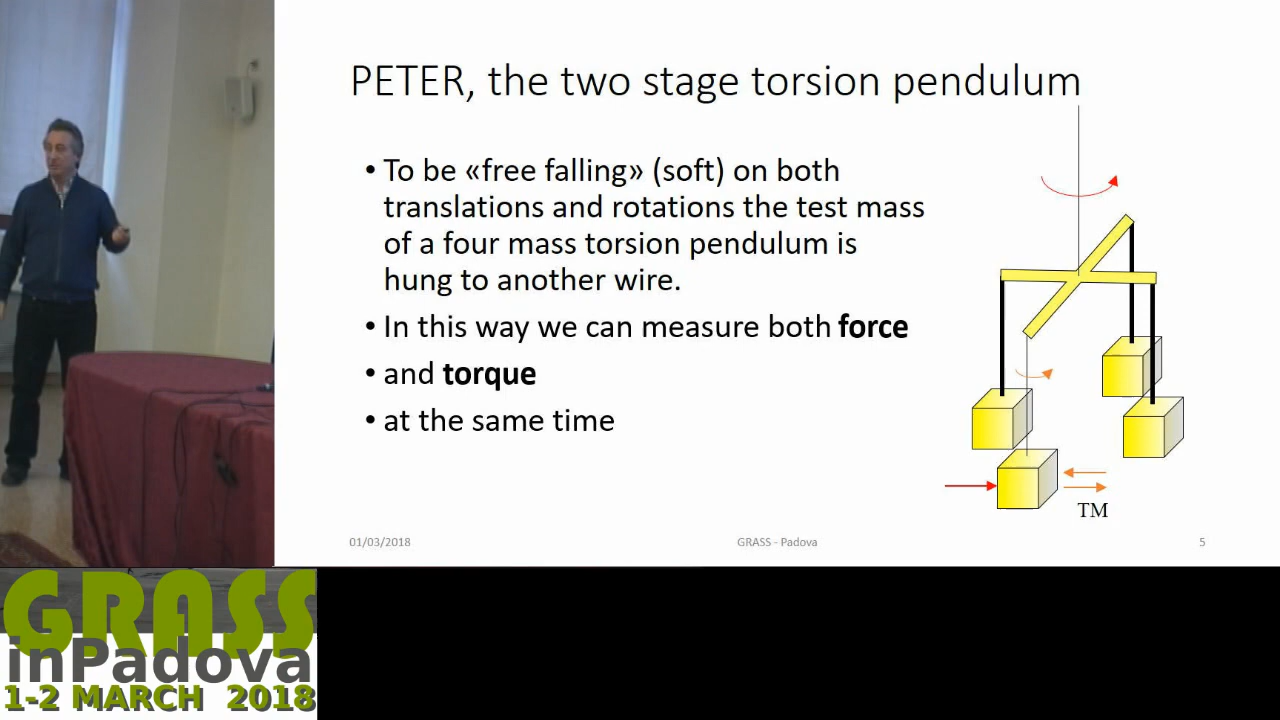 PETER, the two stage torsion pendulum
• To be «free falling» (soft) on both
translations and rotations the test mass
of a four mass torsion pendulum is
hung to another wire.
• In this way we can measure both force
• and torque
• at the same time
TM
01/03/2018
GRASS - Padova
5
GRASS
inPadova
1-2 MARCH 2018